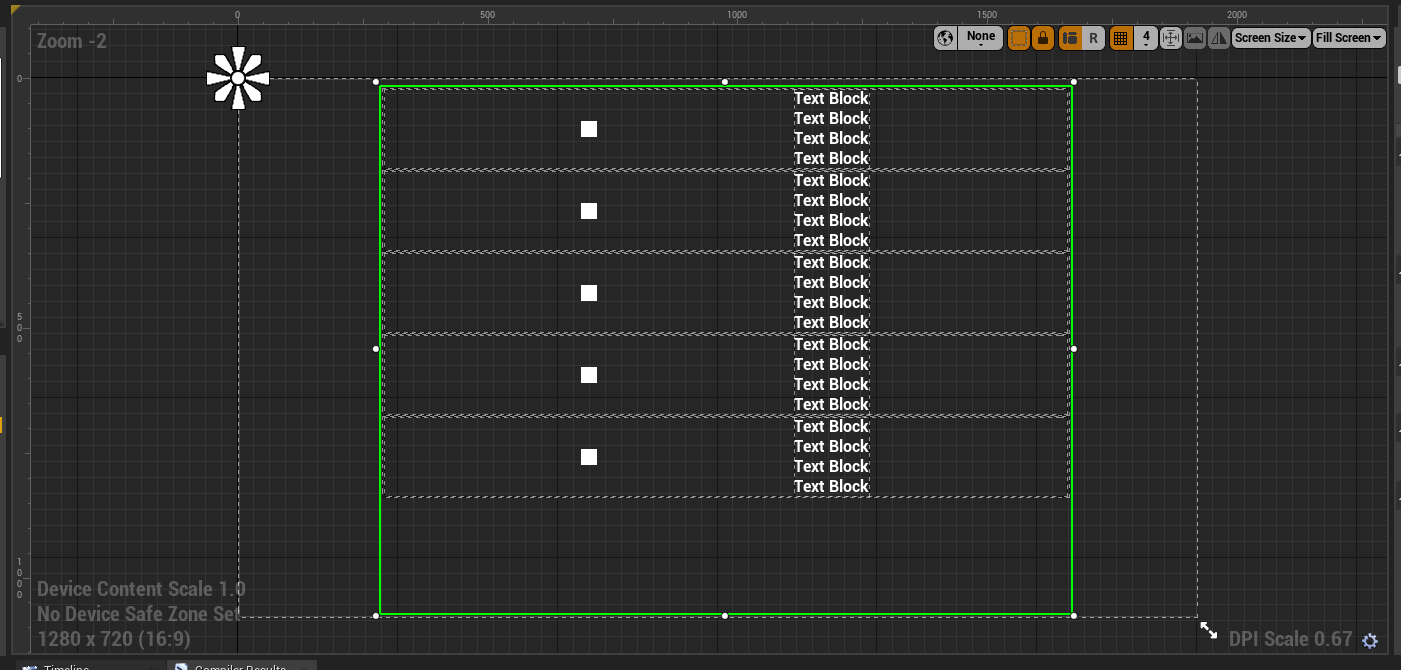 0 500 1000 1500 2000
Zoom -2
None
R
4
Screen Size
Fill Screen
0
Text Block
Text Block
Text Block
Text Block
Text Block
Text Block
Text Block
Text Block
Text Block
Text Block
Text Block
Text Block
500
Text Block
Text Block
Text Block
Text Block
Text Block
Text Block
Text Block
Text Block
1000
Device Content Scale 1.0
No Device Safe Zone Set
1280 x 720 (16:9)
DPI Scale 0.67
Timeline
Compiler Results